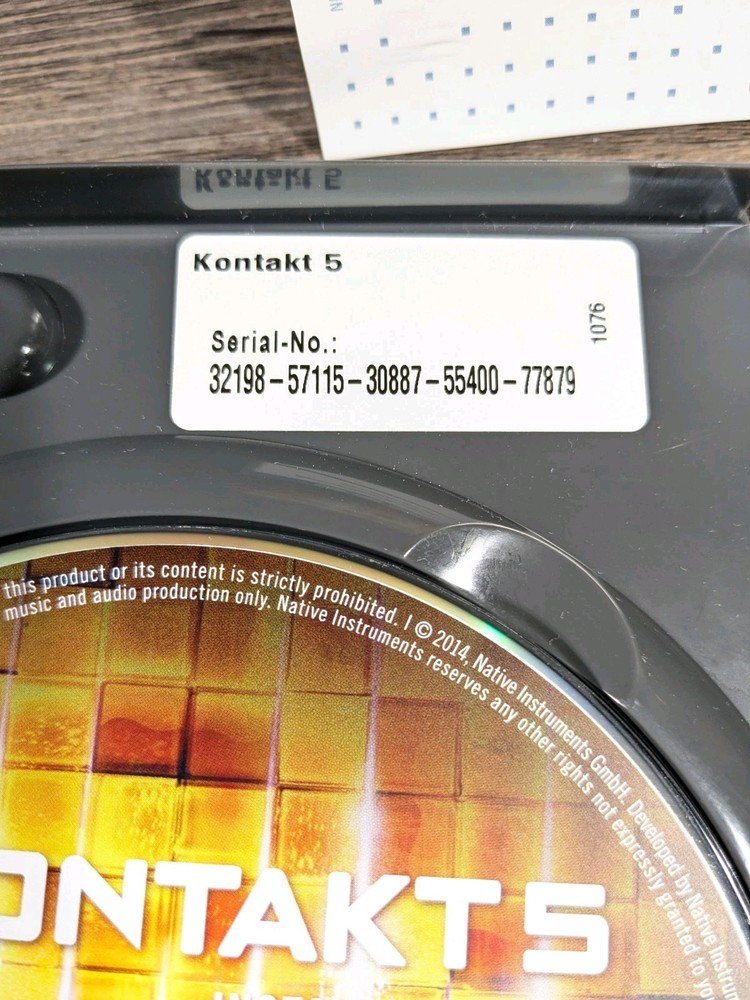 Kontakt 5
Serial-No.:
32198-57115-30887-55400-77879
1076
this product or its content is strictly prohibited. | © 2014, Native Instruments GmbH. Developed by Native
music and audio production only. Native Instruments reserves any other rights not expressly granted to
ONTAKT 5